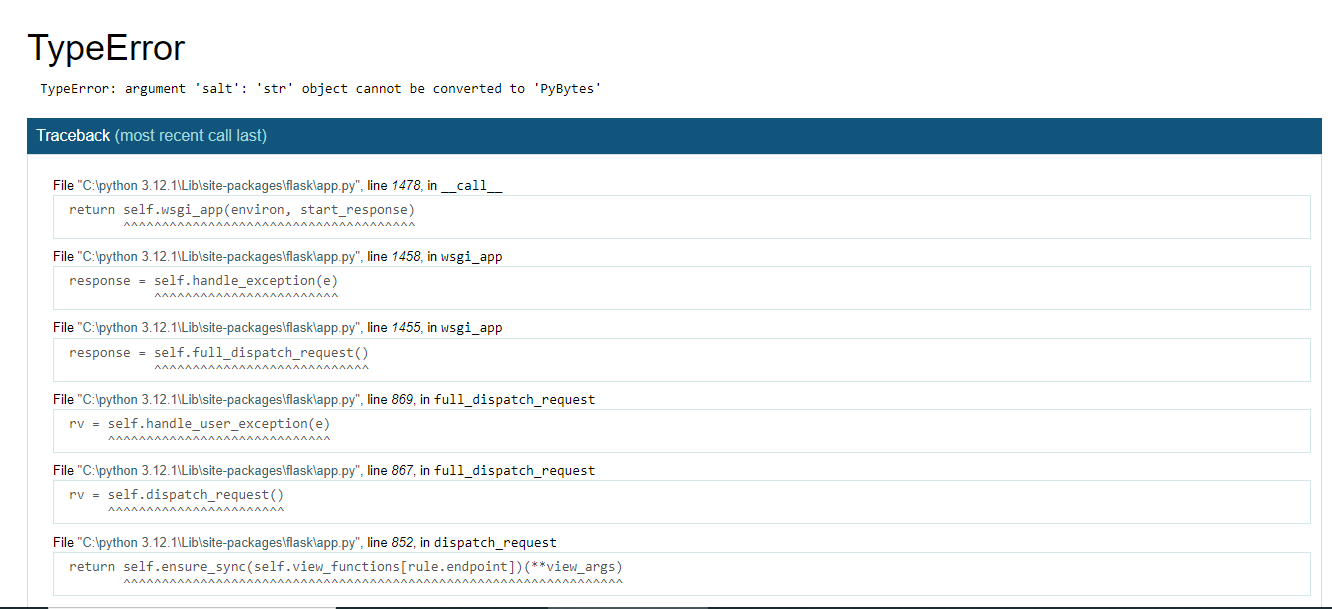 TypeError
TypeError: argument 'salt': 'str' object cannot be converted to 'PyBytes'
Traceback (most recent call last)
File "C:\python 3.12.1\Lib\site-packages\flask\app.py", line 1478, in __call__
return self.wsgi_app(environ, start_response)
^^^^^^^^^^^^^^^^^^^^^^^^^^^^^^^^^^^^^^
File "C:\python 3.12.1\Lib\site-packages\flask\app.py", line 1458, in wsgi_app
response = self.handle_exception(e)
^^^^^^^^^^^^^^^^^^^^^^^^
File "C:\python 3.12.1\Lib\site-packages\flask\app.py", line 1455, in wsgi_app
response = self.full_dispatch_request()
^^^^^^^^^^^^^^^^^^^^^^^^^^^^
File "C:\python 3.12.1\Lib\site-packages\flask\app.py", line 869, in full_dispatch_request
rv = self.handle_user_exception(e)
^^^^^^^^^^^^^^^^^^^^^^^^^^^^^
File "C:\python 3.12.1\Lib\site-packages\flask\app.py", line 867, in full_dispatch_request
rv = self.dispatch_request()
^^^^^^^^^^^^^^^^^^^^^^^
File "C:\python 3.12.1\Lib\site-packages\flask\app.py", line 852, in dispatch_request
return self.ensure_sync(self.view_functions[rule.endpoint])(**view_args)
^^^^^^^^^^^^^^^^^^^^^^^^^^^^^^^^^^^^^^^^^^^^^^^^^^^^^^^^^^^^^^^^^